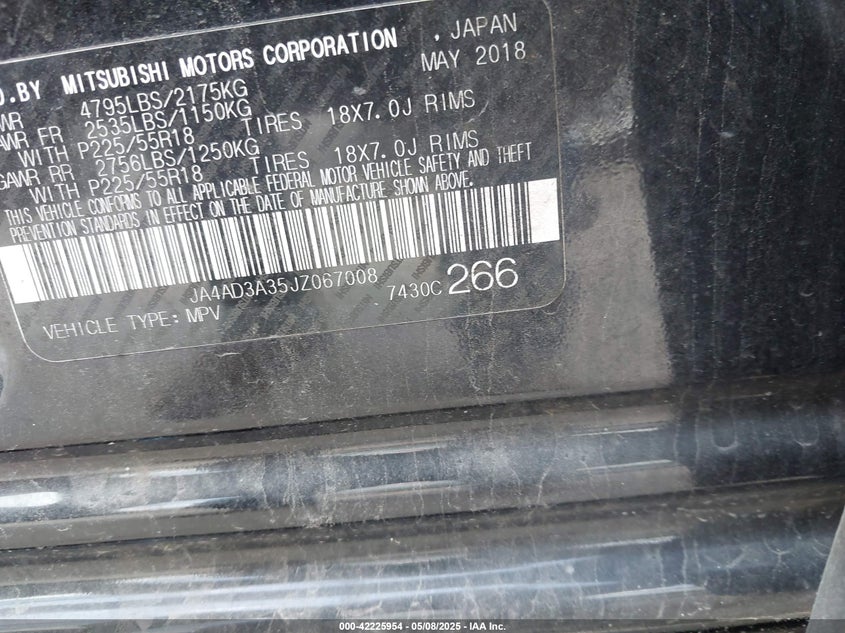 D.BY MITSUBISHI MOTORS CORPORATION , JAPAN
MAY 2018
4795LBS/2175KG
AWR FR 2535LBS/1150KG
WITH P225/55R18 TIRES 18X7.0J RIMS
GAWR RR 2756LBS/1250KG
WITH P225/55R18 TIRES 18X7.0J RIMS
THIS VEHICLE CONFORMS TO ALL APPLICABLE FEDERAL MOTOR VEHICLE SAFETY AND THEFT
PREVENTION STANDARDS IN EFFECT ON THE DATE OF MANUFACTURE SHOWN ABOVE.
JA4AD3A35JZ067008 7430C 266
VEHICLE TYPE: MPV
000-42225954 - 05/08/2025 - IAA Inc.